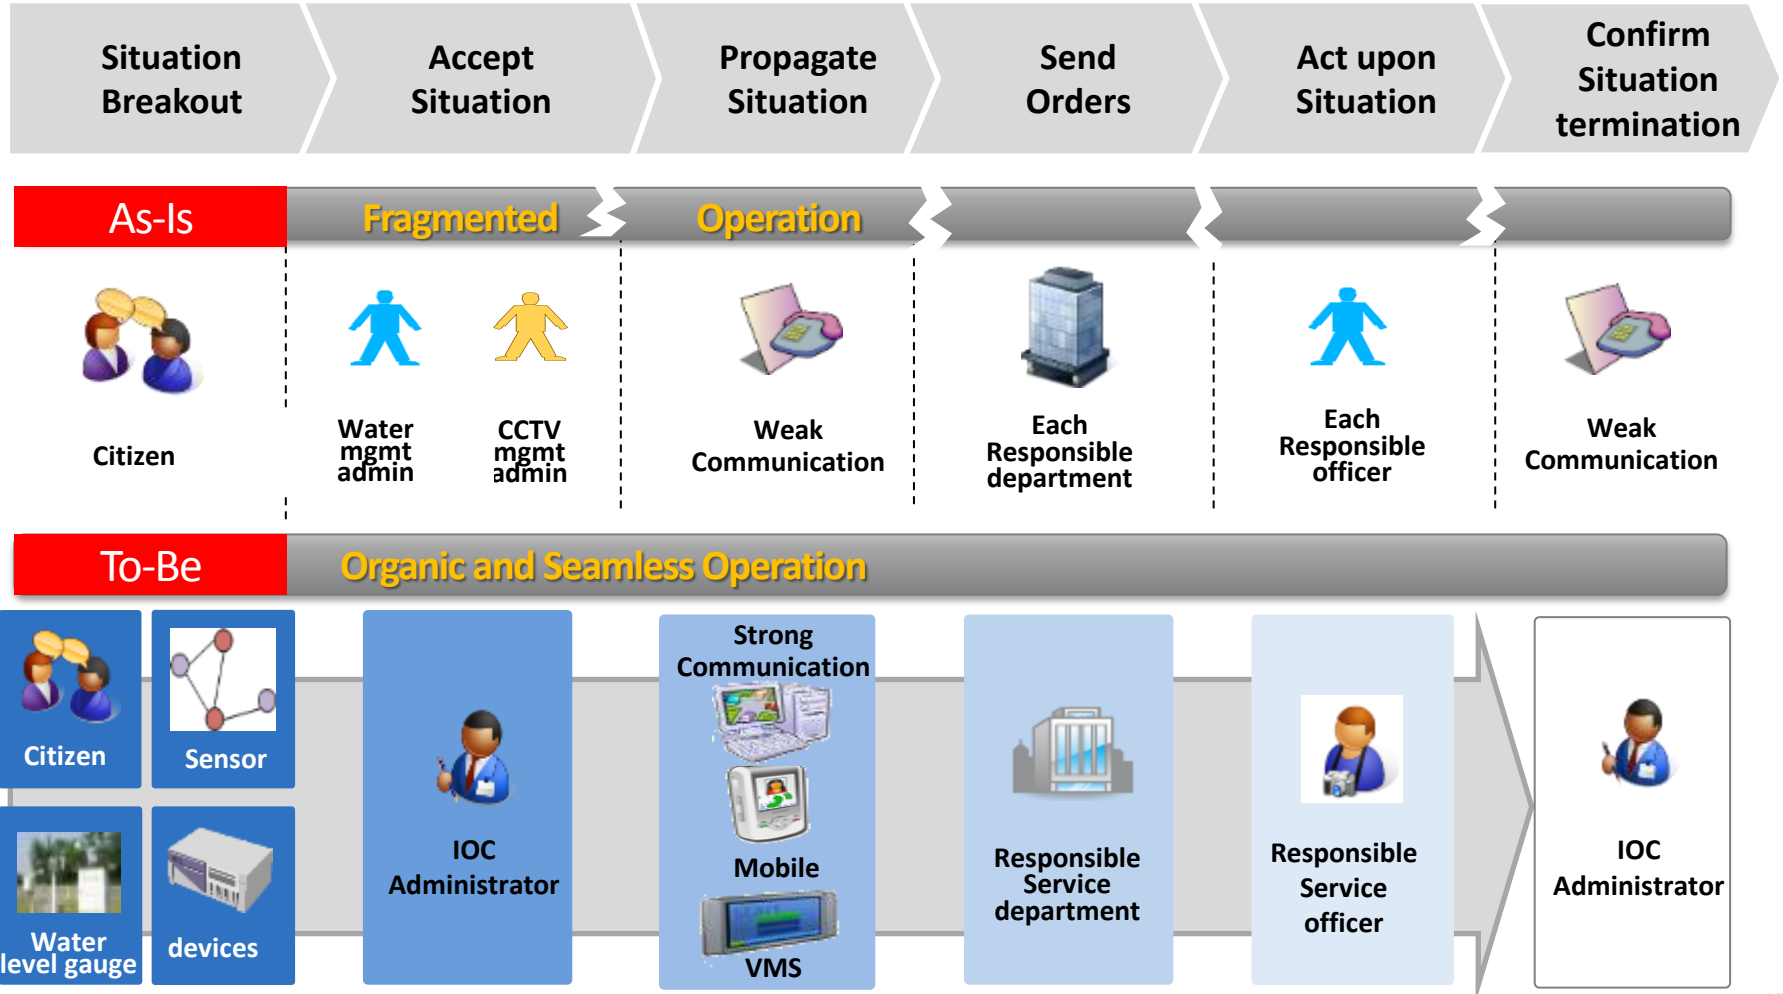 Situation
Breakout
Accept
Situation
Propagate
Situation
Send
Orders
Act upon
Situation
Confirm
Situation
termination
As-Is
Fragmented
Operation
Citizen
Water
mgmt
admin
CCTV
mgmt
admin
Weak
Communication
Each
Responsible
department
Each
Responsible
officer
Weak
Communication
To-Be
Organic and Seamless Operation
Citizen
Sensor
Water
level gauge
devices
IOC
Administrator
Strong
Communication
Mobile
VMS
Responsible
Service
department
Responsible
Service
officer
IOC
Administrator